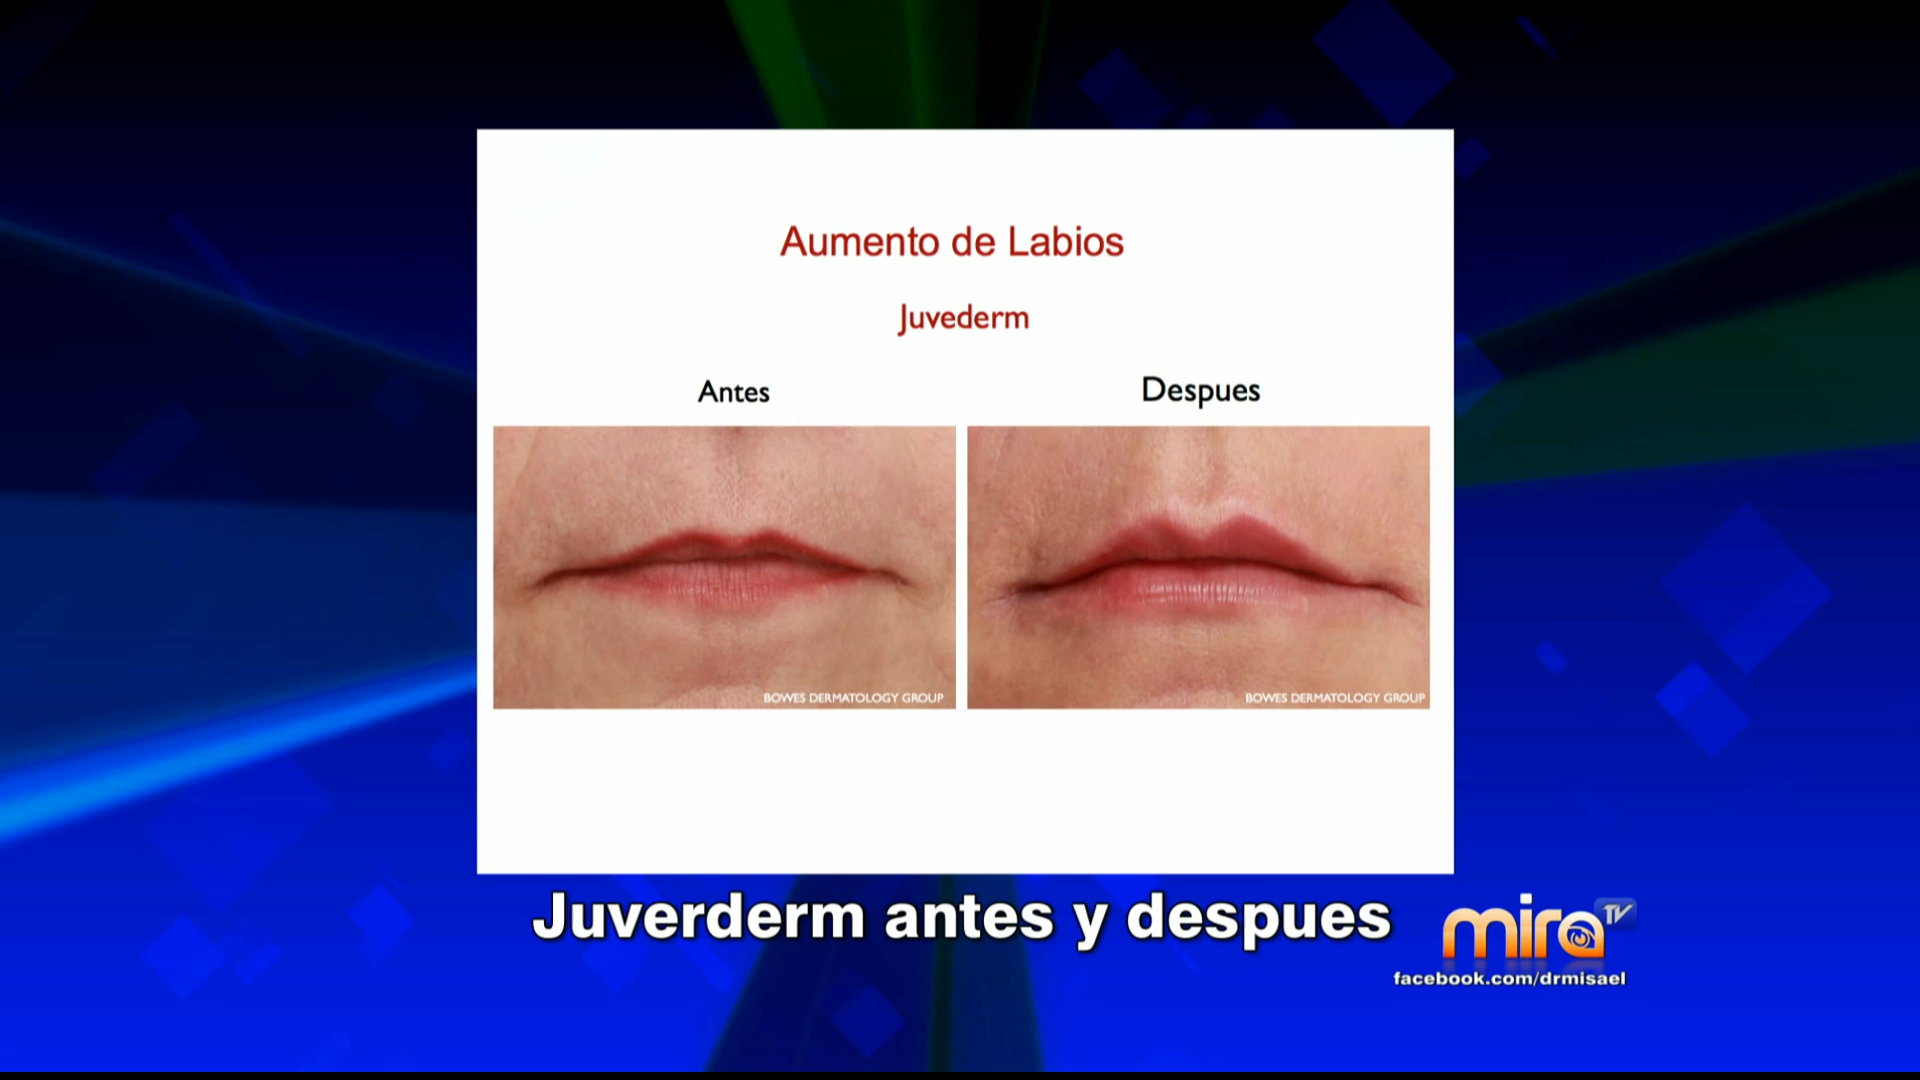 Aumento de Labios
Juvederm
Antes
Despues
BOWES DERMATOLOGY GROUP
BOWES DERMATOLOGY GROUP
Juverderm antes y despues
mira TV
facebook.com/drmisael